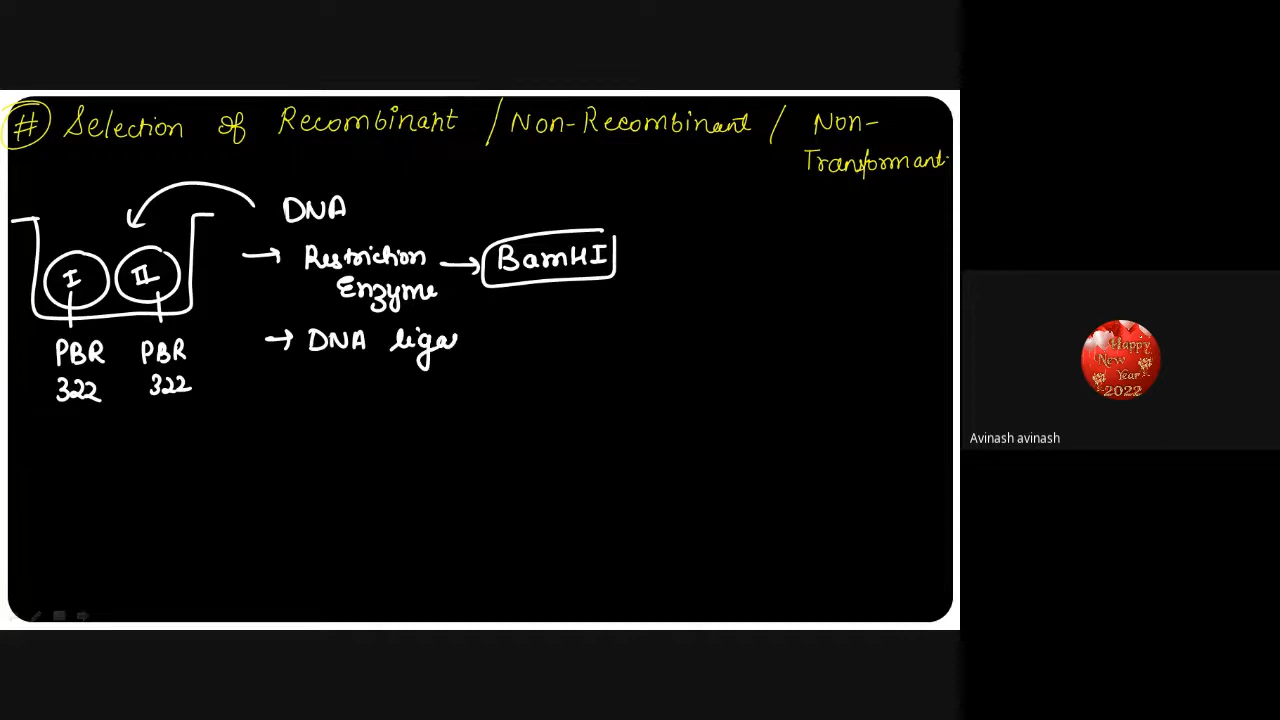 # Selection of Recombinant / Non-Recombinant / Non-
Transformant
DNA
I II
→ Restriction → BamHI
Enzyme
→ DNA liga
PBR PBR
322 322
Happy
New
Year
2022
Avinash avinash